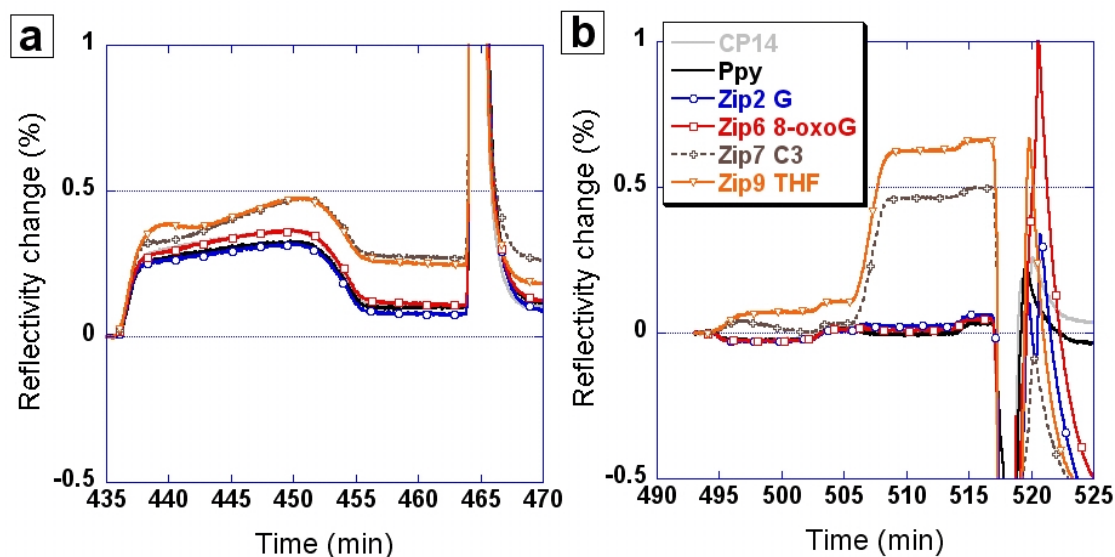 a
Reflectivity change (%)
1
0.5
0
-0.5
435 440 445 450 455 460 465 470
Time (min)
b
Reflectivity change (%)
1
0.5
0
-0.5
CP14
Ppy
Zip2 G
Zip6 8-oxoG
Zip7 C3
Zip9 THF
490 495 500 505 510 515 520 525
Time (min)